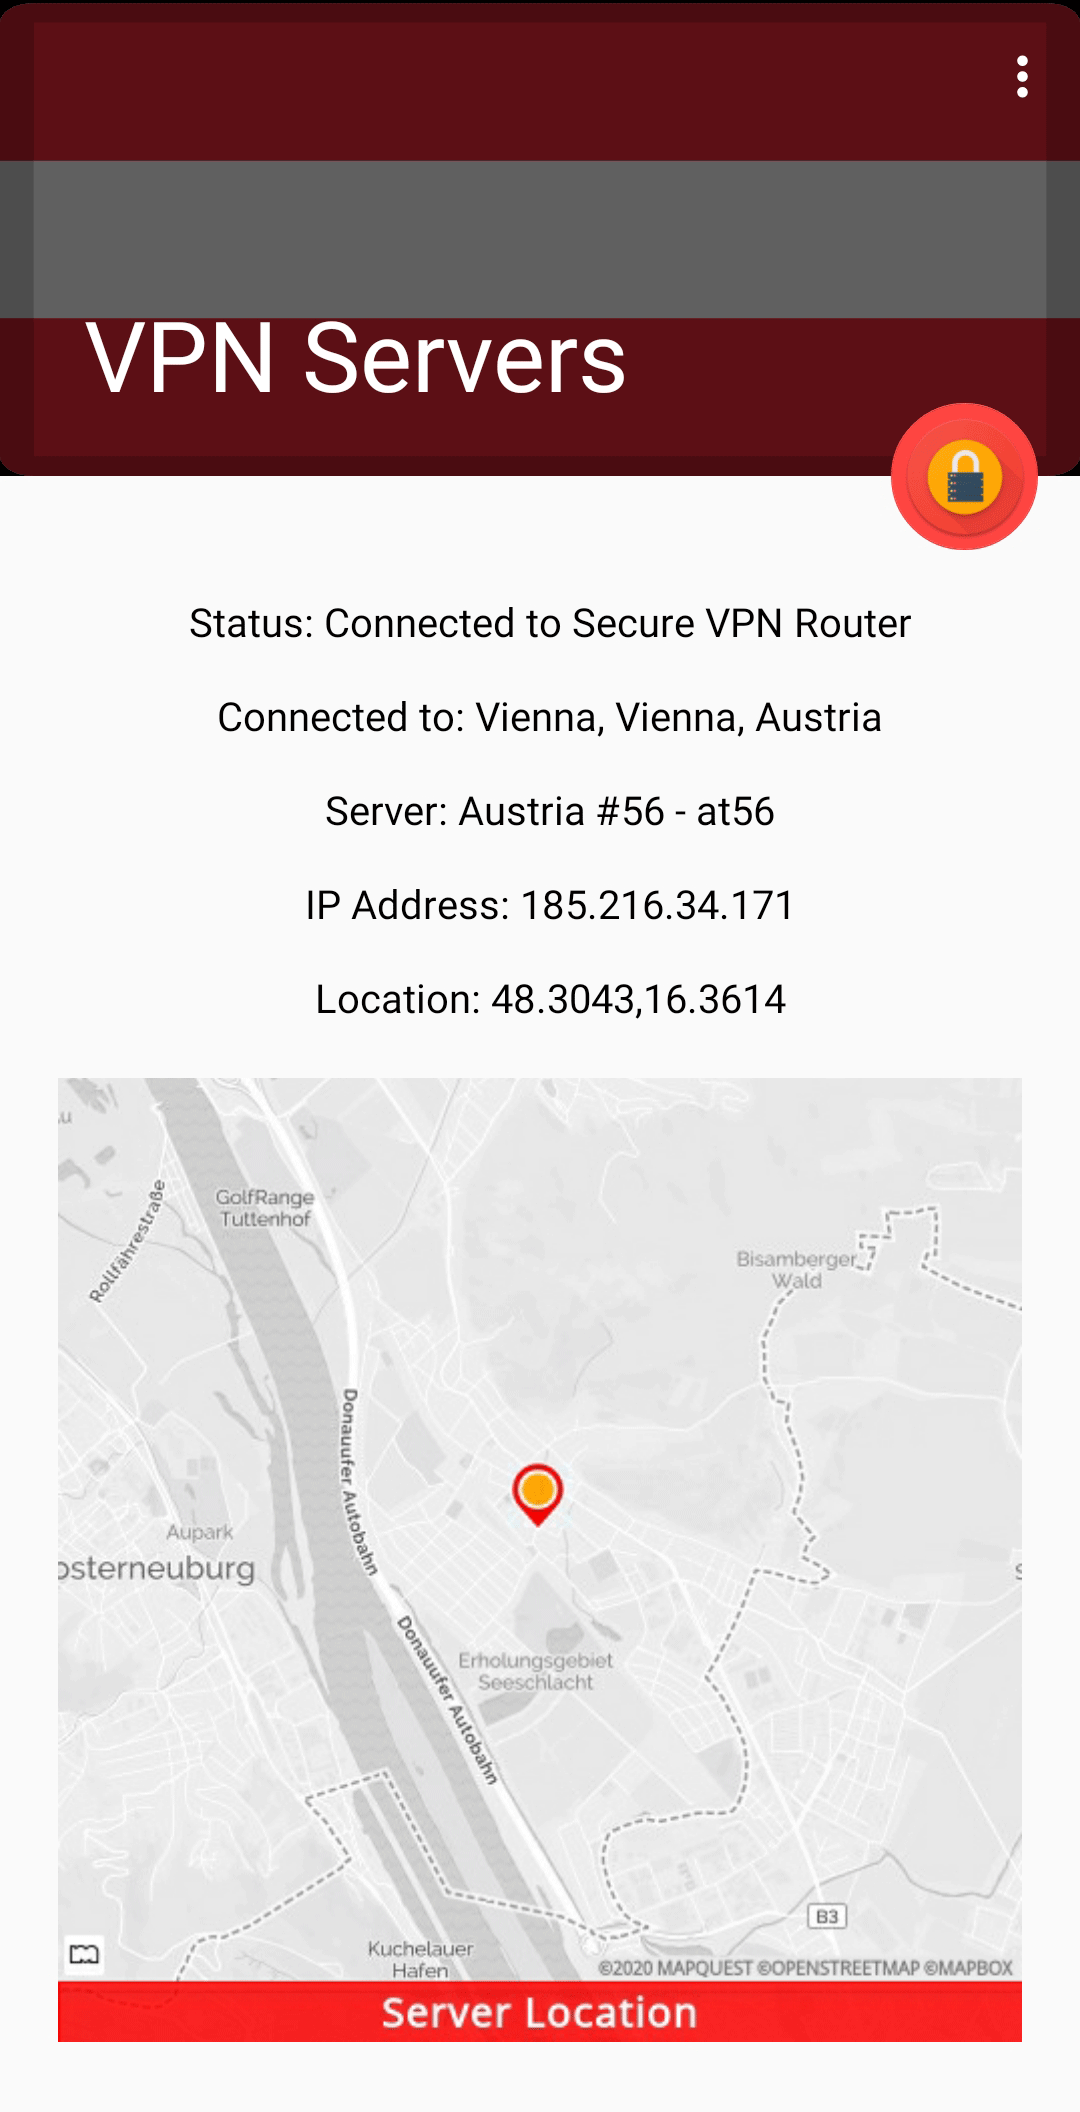 VPN Servers
Status: Connected to Secure VPN Router
Connected to: Vienna, Vienna, Austria
Server: Austria #56 - at56
IP Address: 185.216.34.171
Location: 48.3043,16.3614
Rollfährestraße
GolfRange
Tuttenhof
Bisamberger
Wald
Donauufer Autobahn
Aupark
osterneuburg
Donauufer Autobahn
Erholungsgebiet
Seeschlacht
B3
Kuchelauer
Hafen
©2020 MAPQUEST ©OPENSTREETMAP ©MAPBOX
Server Location